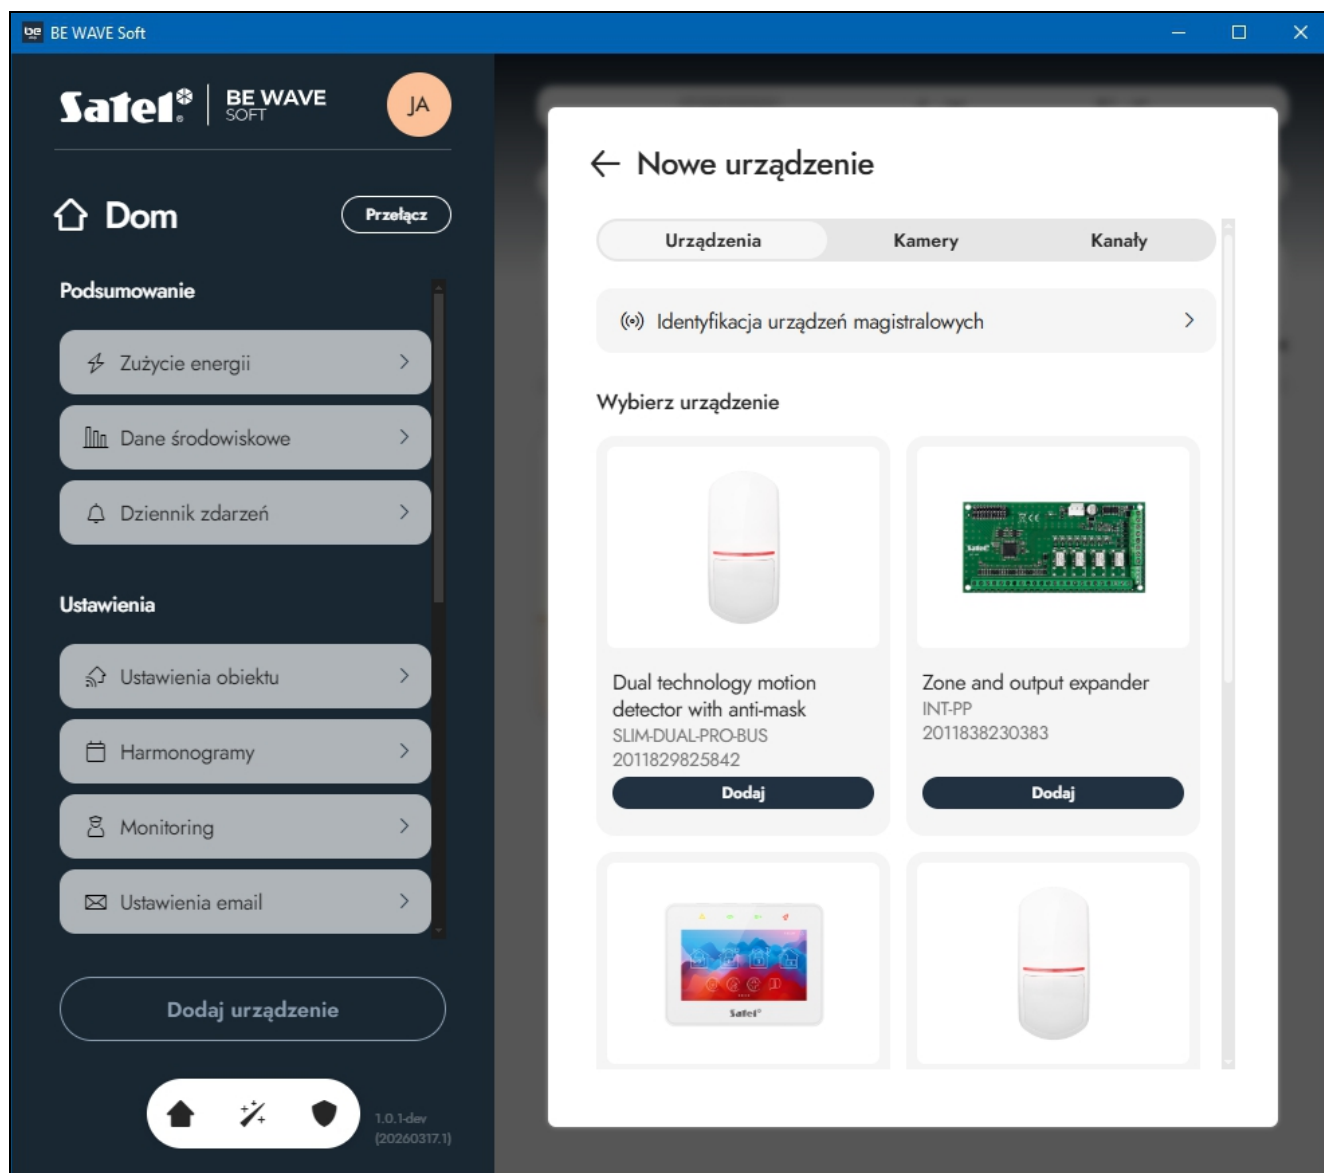 BE WAVE Soft
Satel® BE WAVE SOFT JA
Dom Przełącz
Podsumowanie
Zużycie energii
Dane środowiskowe
Dziennik zdarzeń
Ustawienia
Ustawienia obiektu
Harmonogramy
Monitoring
Ustawienia email
Dodaj urządzenie
1.0.1-dev
(20260317.1)
Nowe urządzenie
Urządzenia Kamery Kanały
Identyfikacja urządzeń magistralowych
Wybierz urządzenie
Dual technology motion
detector with anti-mask
SLIM-DUAL-PRO-BUS
2011829825842
Dodaj
Satel
Zone and output expander
INT-PP
2011838230383
Dodaj
Satel®